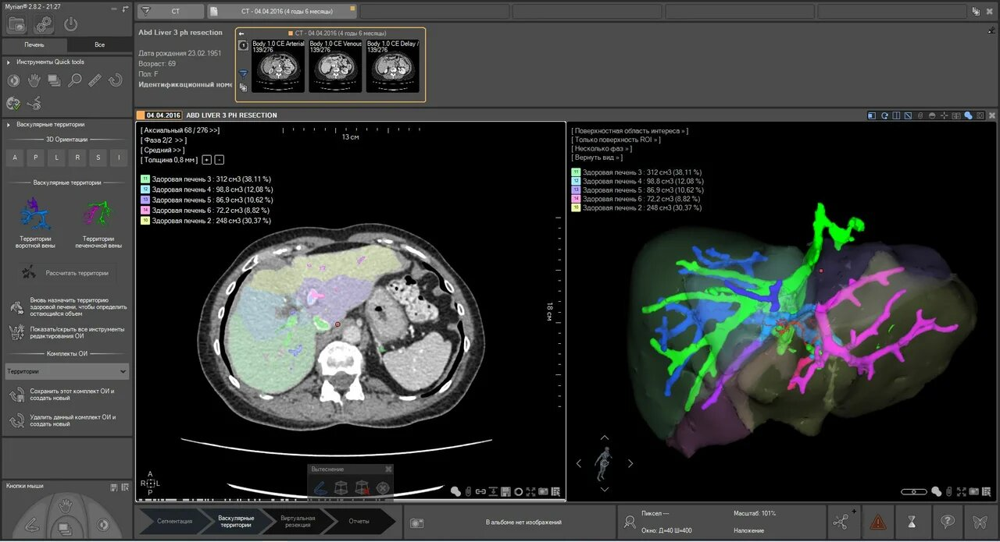 Myrian® 2.8.2 - 21:27
Печень
Все
Инструменты Quick tools
Васкулярные территории
3D Ориентации
A P L R S I
Васкулярные территории
Территории воротной вены
Территории печеночной вены
Рассчитать территории
Вновь назначить территорию
здоровой печени, чтобы определить
остающийся объем
Показать/скрыть все инструменты
редактирования ОИ
Комплекты ОИ
Территории
Сохранить этот комплект ОИ и
создать новый
Удалить данный комплект ОИ и
создать новый
Кнопки мыши
CT
CT - 04.04.2016 (4 годы 6 месяцы)
Abd Liver 3 ph resection
Дата рождения 23.02.1951
Возраст: 69
Пол: F
Идентификационный номе
CT - 04.04.2016 (4 годы 6 месяцы)
1
Body 1.0 CE Arterial
139/276
Body 1.0 CE Venous
139/276
Body 1.0 CE Delay /
139/276
04.04.2016 ABD LIVER 3 PH RESECTION
[ Аксиальный 68 / 276 >>]
[ Фаза 2/2 >> ]
[ Средний >> ]
[ Толщина 0,8 мм ] + -
13 см
11 Здоровая печень 3 : 312 см3 (38,11 %)
12 Здоровая печень 4 : 98,8 см3 (12,08 %)
13 Здоровая печень 5 : 86,9 см3 (10,62 %)
14 Здоровая печень 6 : 72,2 см3 (8,82 %)
10 Здоровая печень 2 : 248 см3 (30,37 %)
18 см
A
R L
P
Вытеснение
[ Поверхностная область интереса » ]
[ Только поверхность ROI » ]
[ Несколько фаз » ]
[ Вернуть вид » ]
11 Здоровая печень 3 : 312 см3 (38,11 %)
12 Здоровая печень 4 : 98,8 см3 (12,08 %)
13 Здоровая печень 5 : 86,9 см3 (10,62 %)
14 Здоровая печень 6 : 72,2 см3 (8,82 %)
10 Здоровая печень 2 : 248 см3 (30,37 %)
Сегментация
Васкулярные территории
Виртуальная резекция
Отчеты
В альбоме нет изображений
Пиксел ---
Масштаб: 101%
Окно: Д=40 Ш=400
Наложение